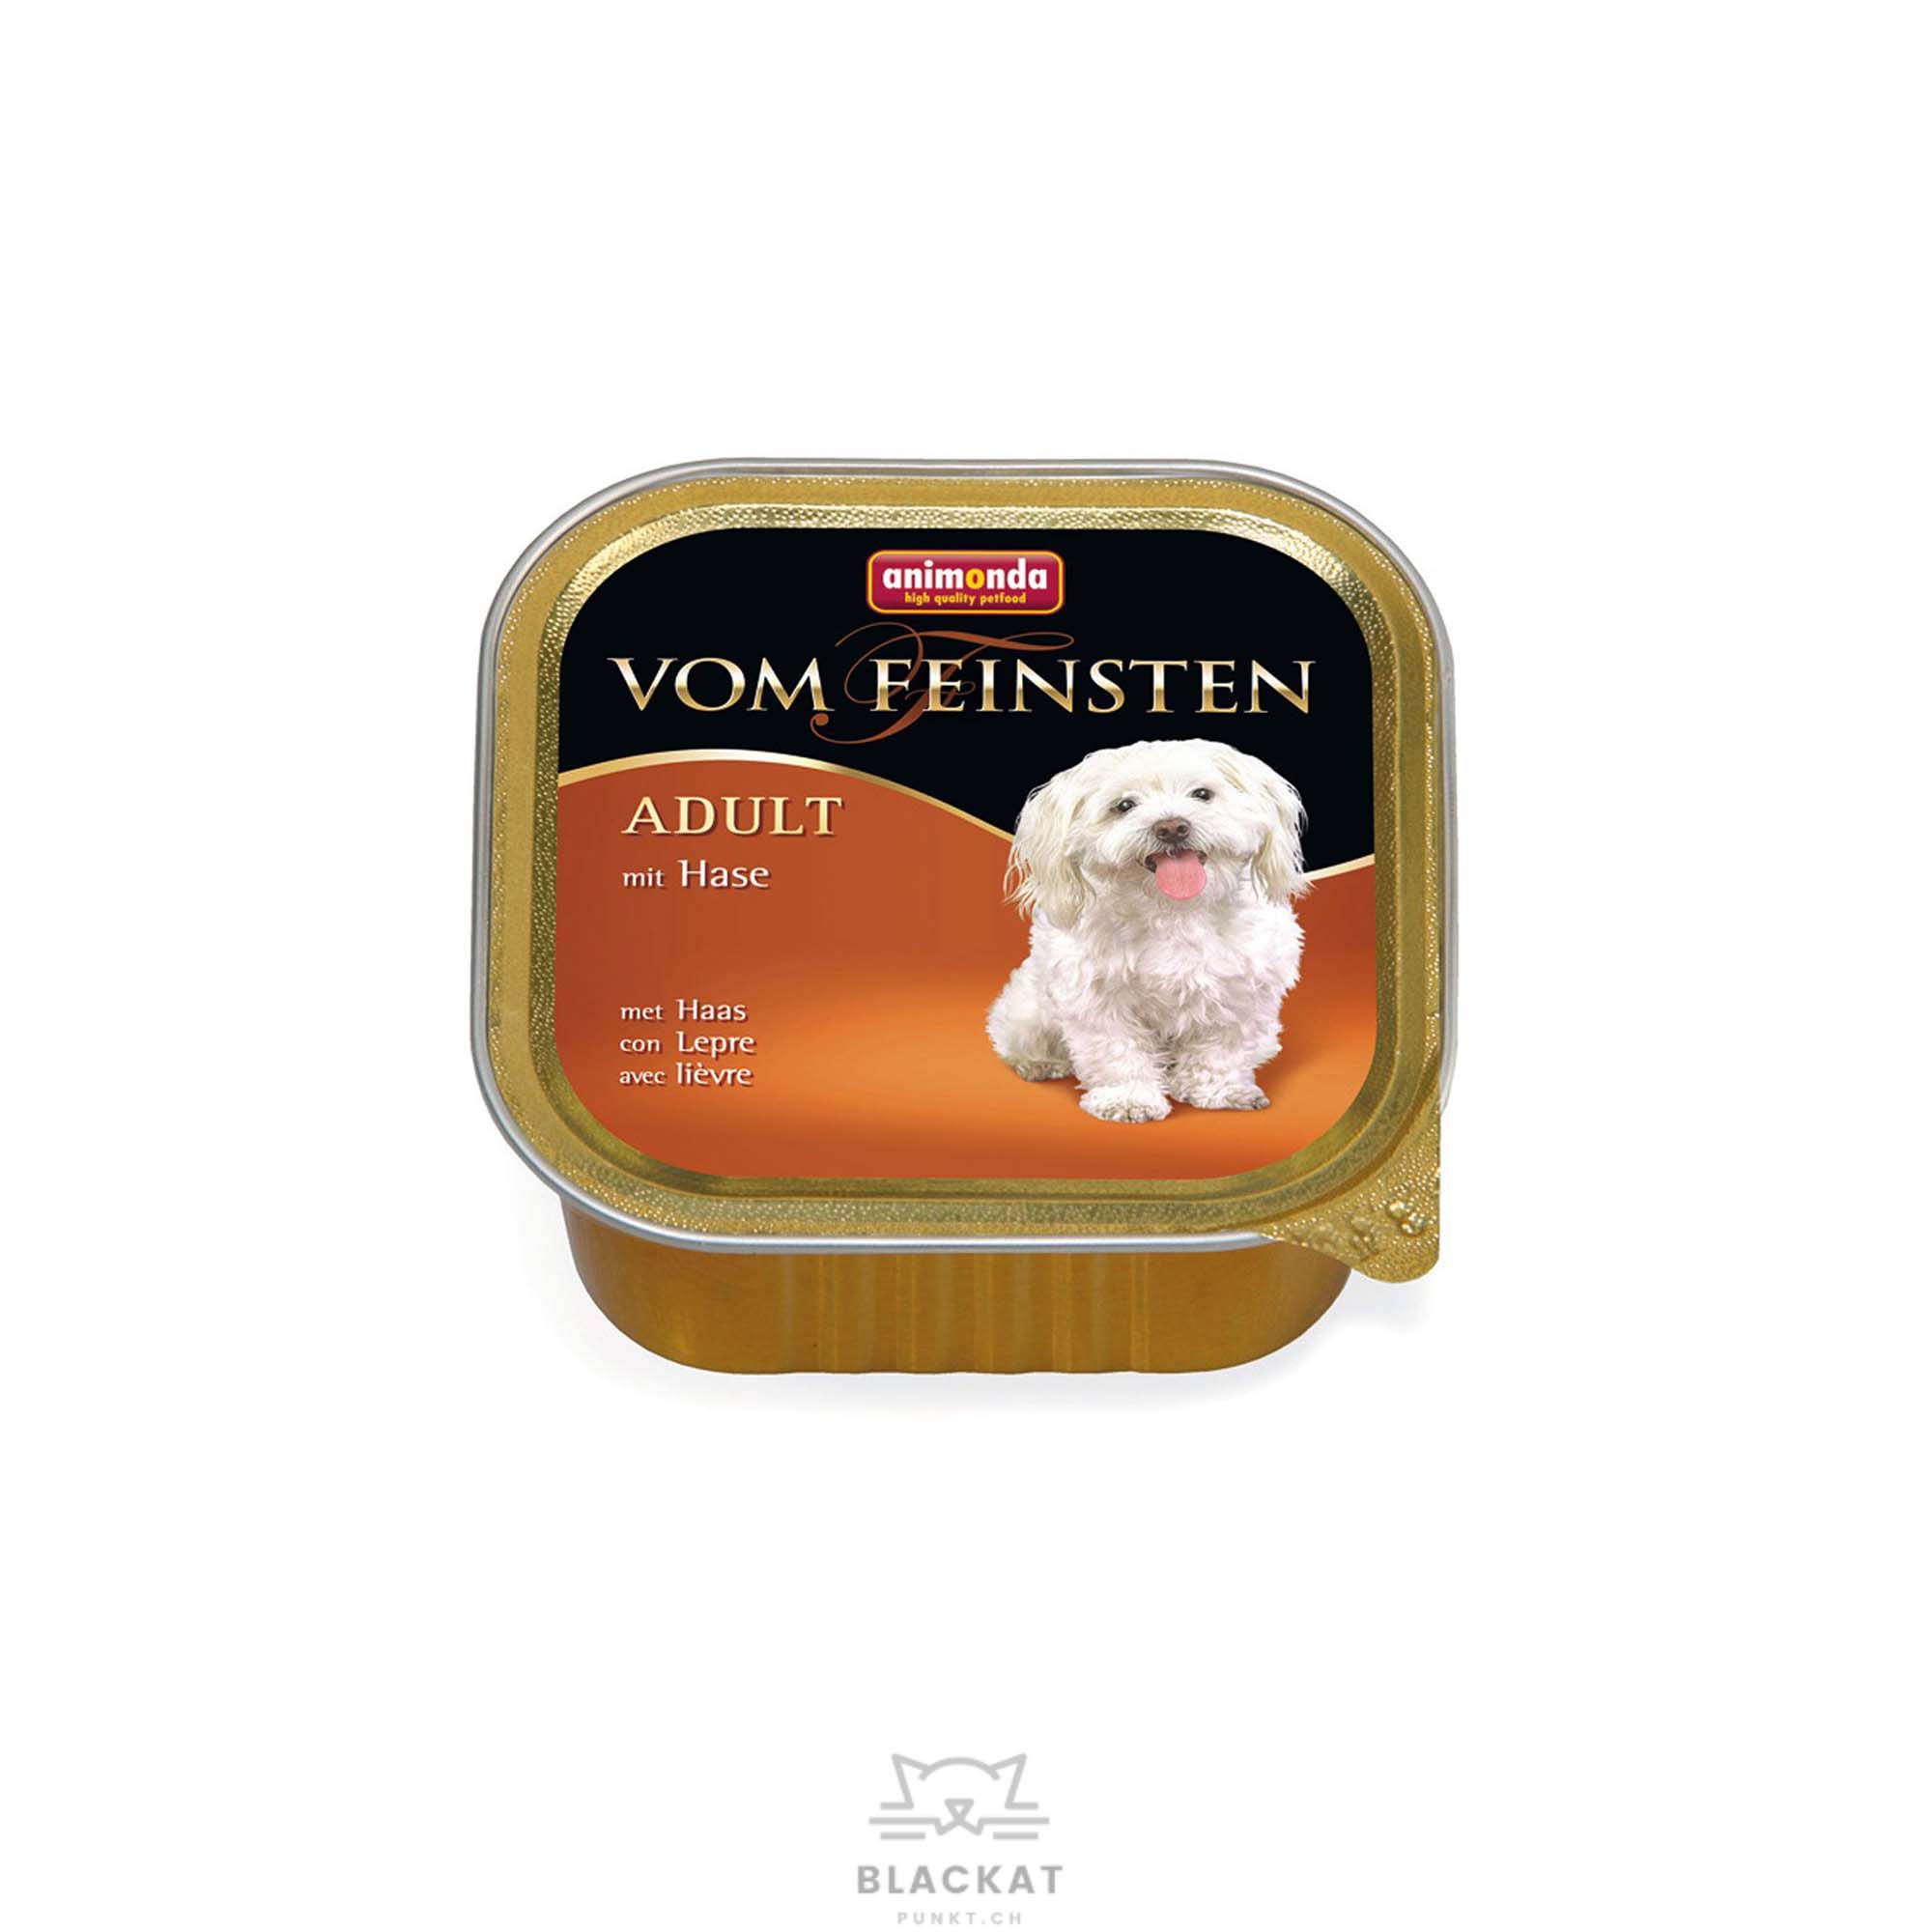 animonda
high quality petfood
VOM FEINSTEN
ADULT
mit Hase
met Haas
con Lepre
avec lièvre
BLACKAT
PUNKT.CH